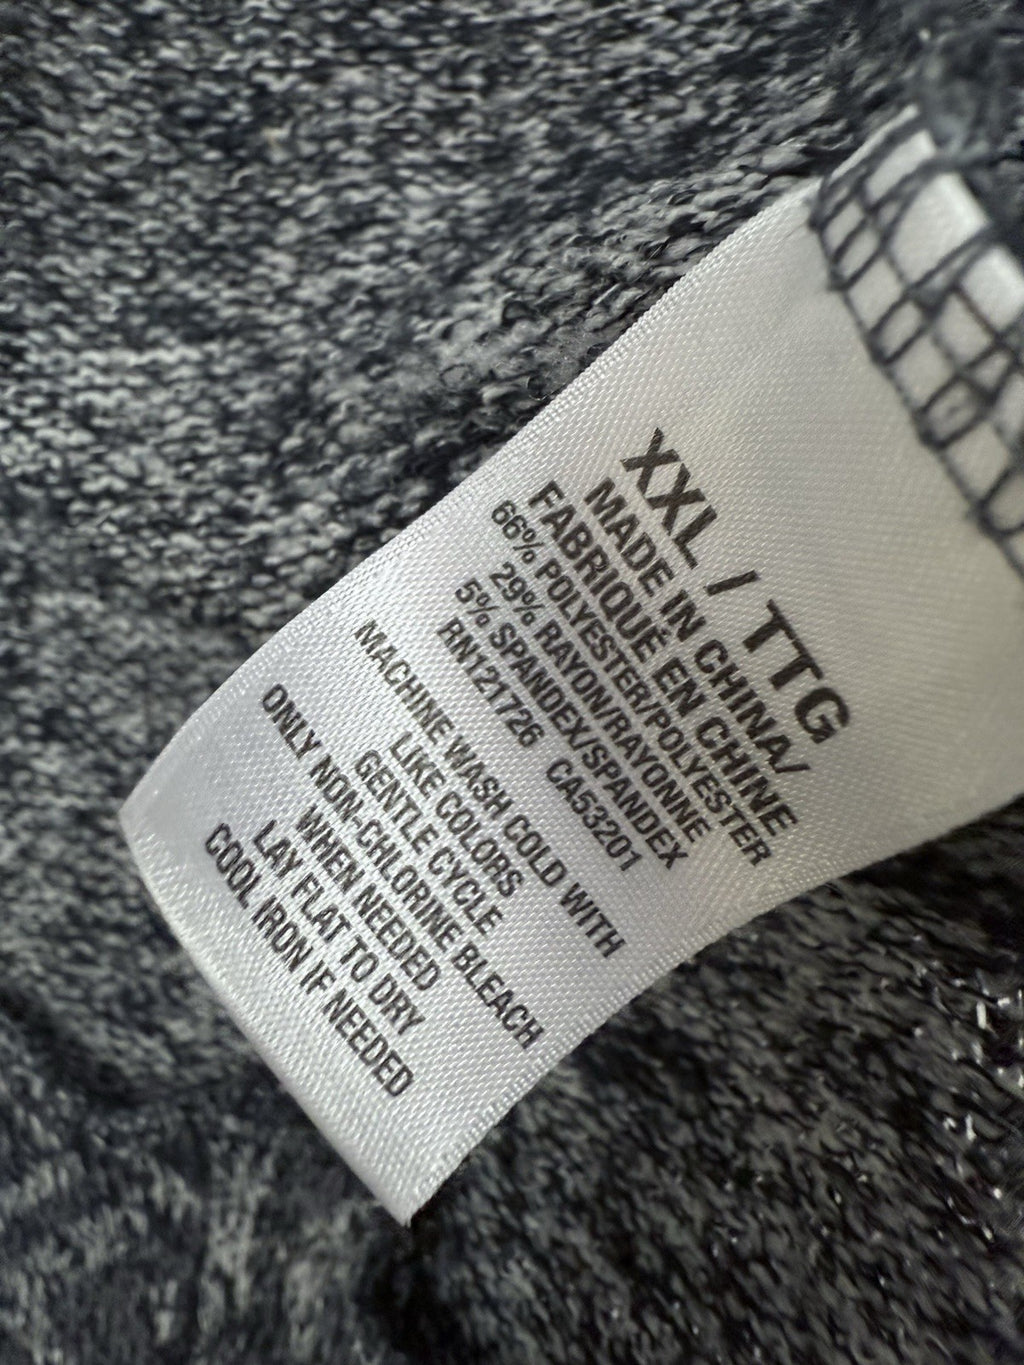 XXL / TTG
MADE IN CHINA/
FABRIQUÉ EN CHINE
66% POLYESTER/POLYESTER
29% RAYON/RAYONNE
5% SPANDEX/SPANDEX
RN121726 CA53201
MACHINE WASH COLD WITH
LIKE COLORS
GENTLE CYCLE
ONLY NON-CHLORINE BLEACH
WHEN NEEDED
LAY FLAT TO DRY
COOL IRON IF NEEDED